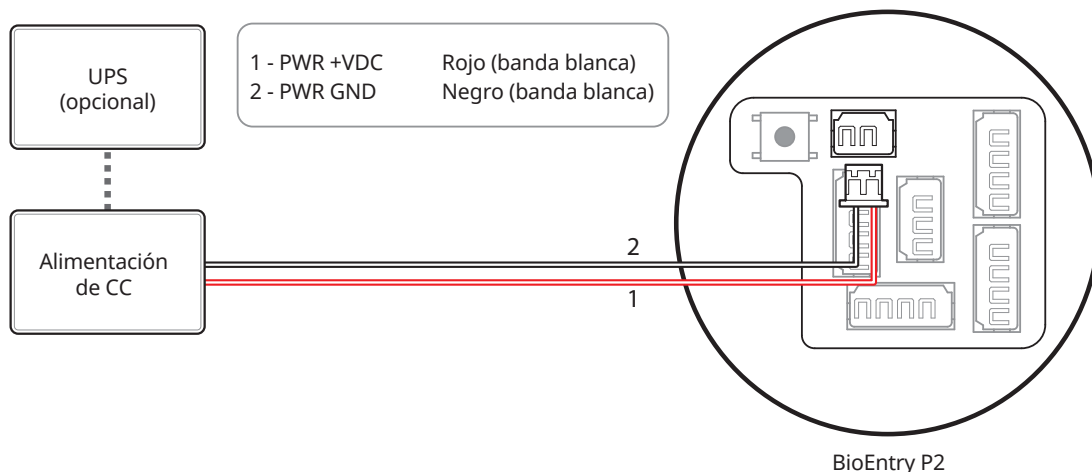 UPS
(opcional)
1 - PWR +VDC Rojo (banda blanca)
2 - PWR GND Negro (banda blanca)
Alimentación
de CC
2
1
BioEntry P2